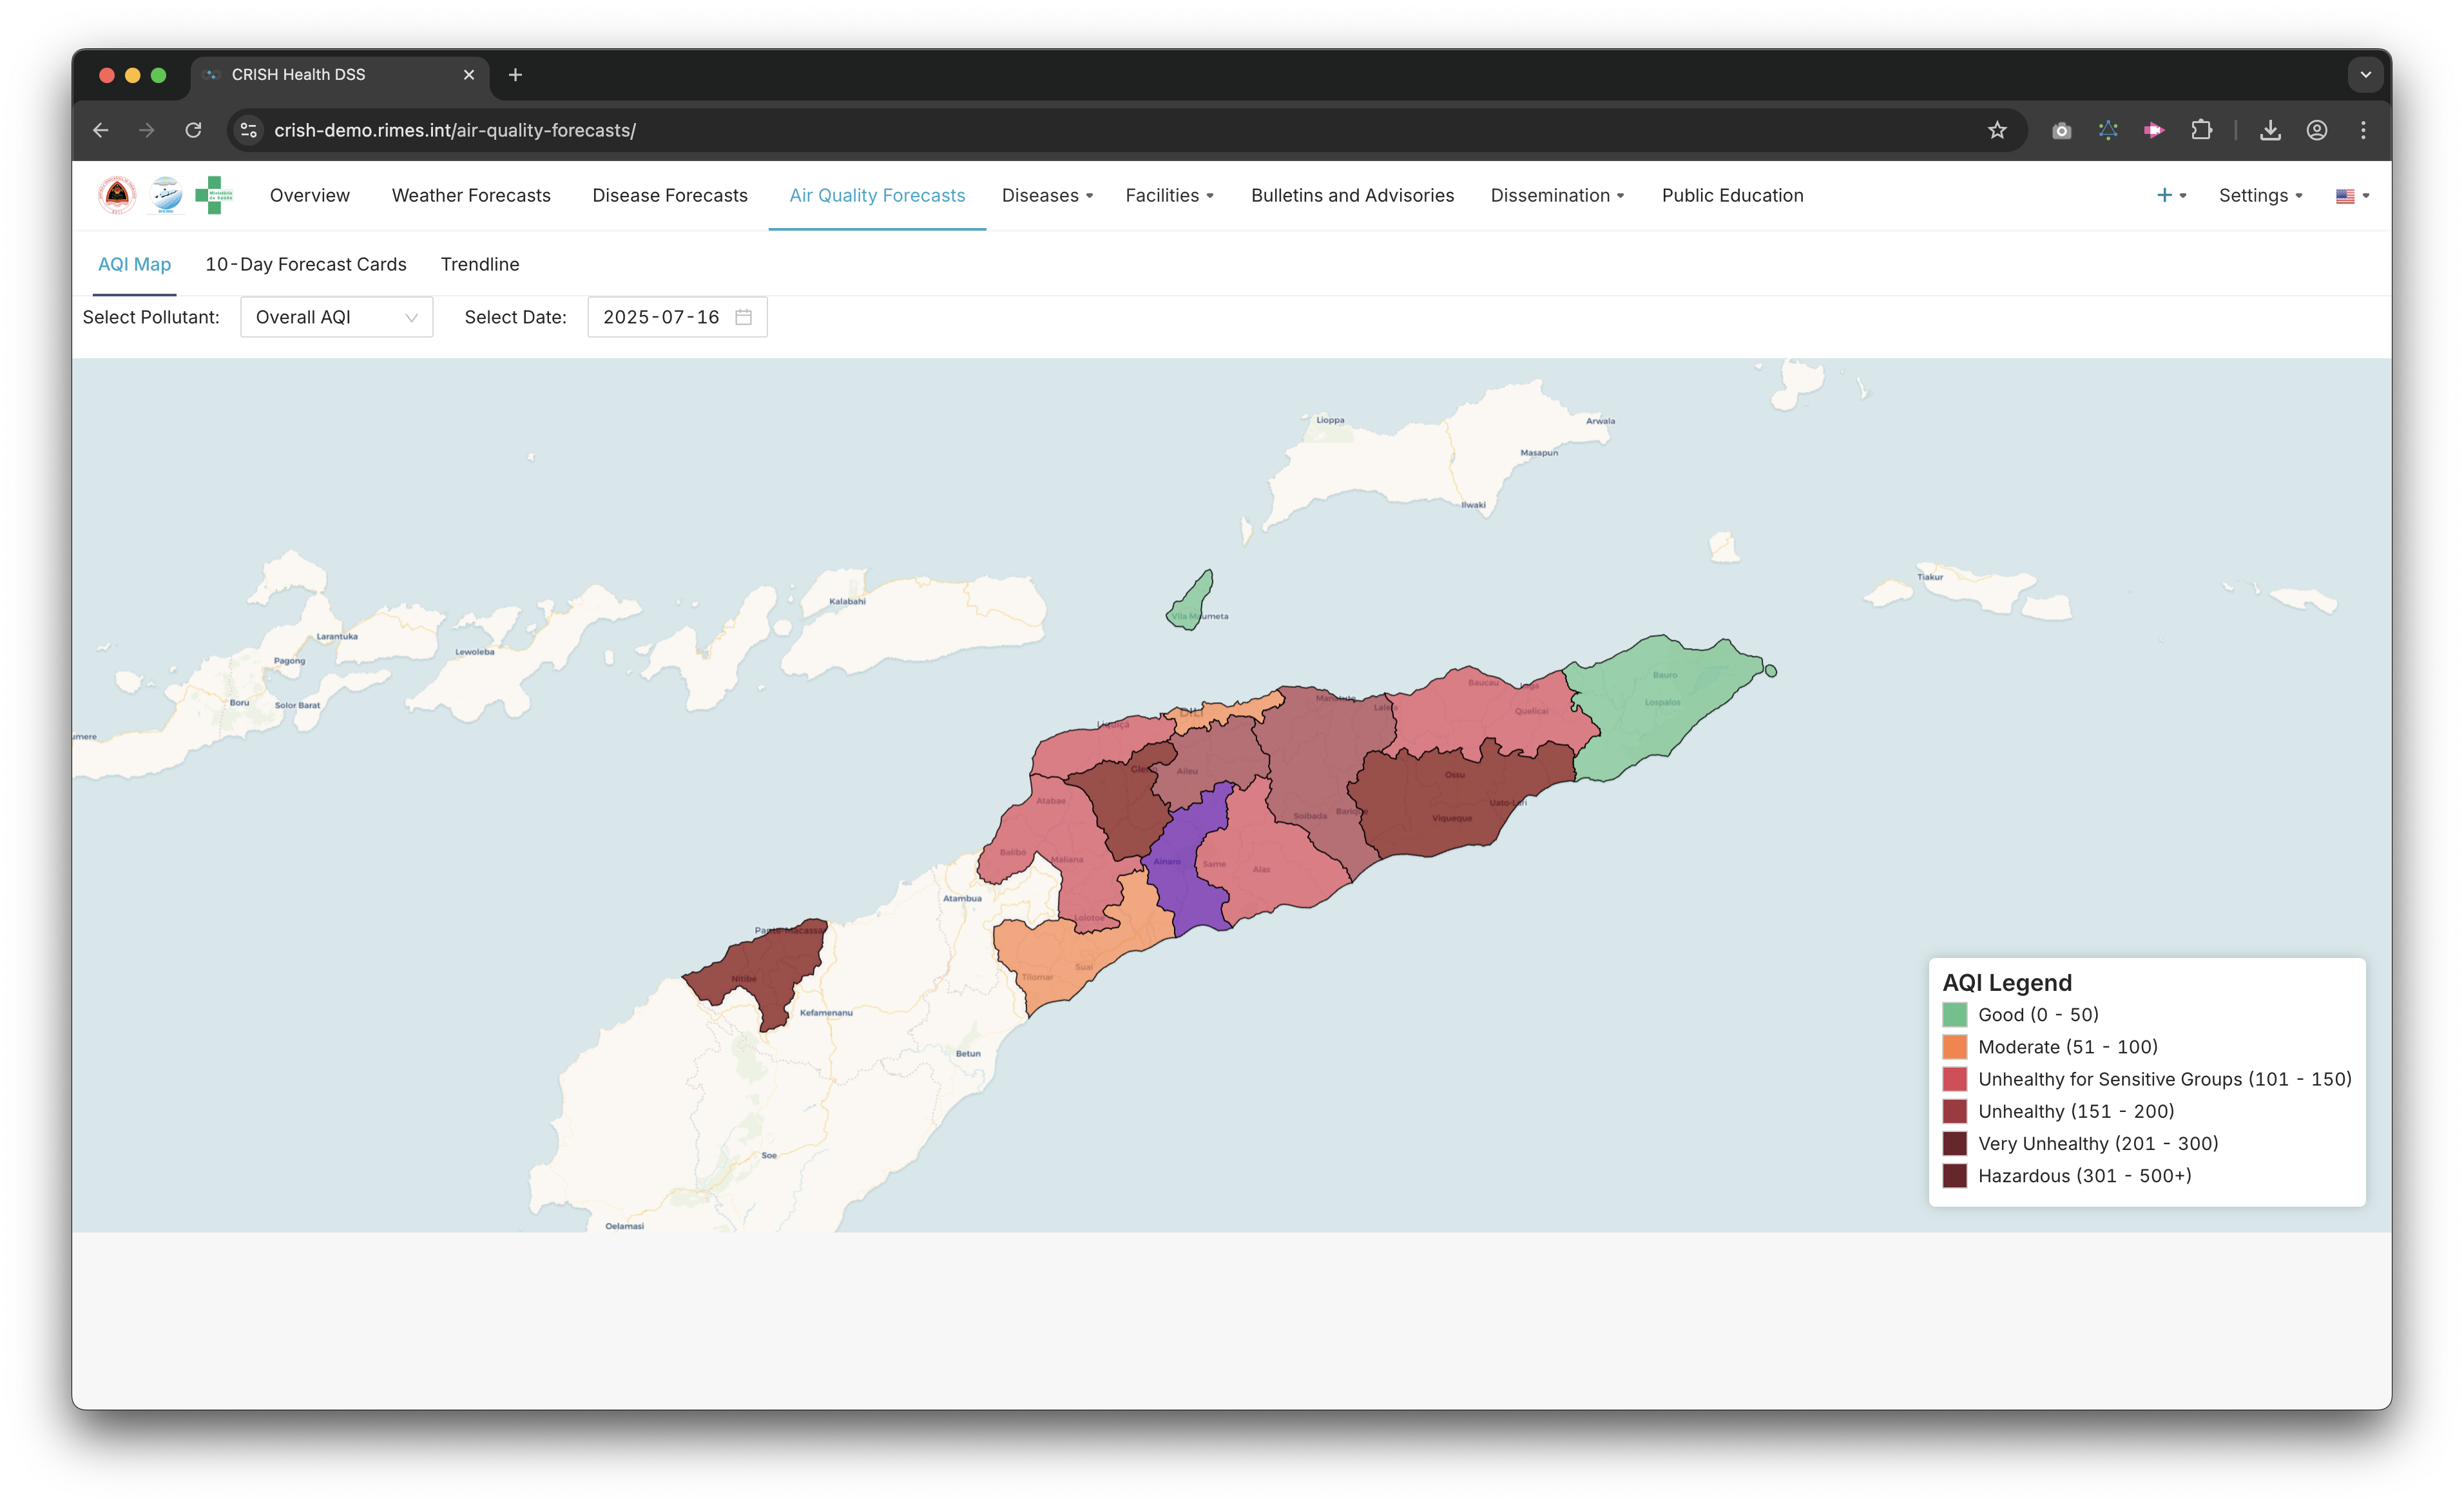 CRISH Health DSS
crish-demo.rimes.int/air-quality-forecasts/
Overview Weather Forecasts Disease Forecasts Air Quality Forecasts Diseases Facilities Bulletins and Advisories Dissemination Public Education Settings
AQI Map 10-Day Forecast Cards Trendline
Select Pollutant: Overall AQI Select Date: 2025-07-16
Lioppa
Arwala
Masapun
Ilwaki
Tiakur
Kalabahi
Vila Maumeta
Larantuka
Lewoleba
Pagong
Boru
Solor Barat
umere
Bauro
Lospalos
Baucau
Laga
Quelicai
Manatuto
Laleia
DILI
Liquiçá
Gleno
Aileu
Ossu
Uato-Lari
Viqueque
Atabae
Soibada
Barique
Balibo
Maliana
Ainaro
Same
Alas
Atambua
Lolotoe
Pante Macassar
Nitibe
Tilomar
Suai
Kefamenanu
Betun
Soe
Oelamasi
AQI Legend
Good (0 - 50)
Moderate (51 - 100)
Unhealthy for Sensitive Groups (101 - 150)
Unhealthy (151 - 200)
Very Unhealthy (201 - 300)
Hazardous (301 - 500+)